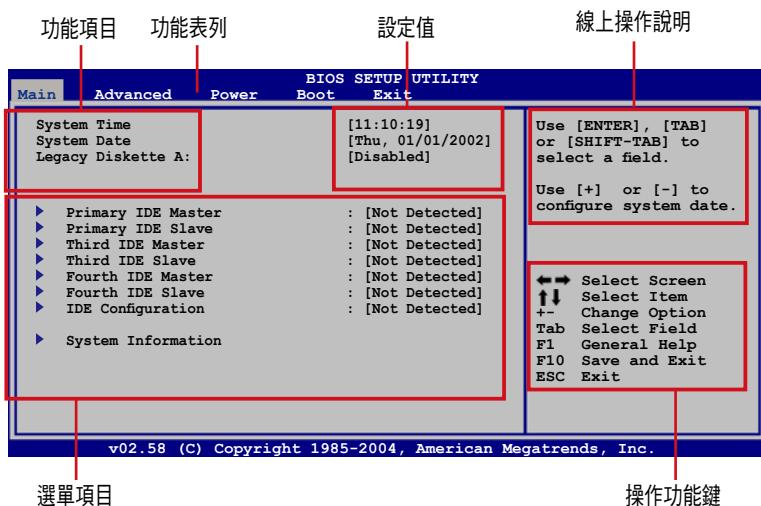 功能項目 功能表列 設定值 線上操作說明
BIOS SETUP UTILITY
Main Advanced Power Boot Exit
System Time [11:10:19]
System Date [Thu, 01/01/2002]
Legacy Diskette A: [Disabled]
Use [ENTER], [TAB]
or [SHIFT-TAB] to
select a field.
Use [+] or [-] to
configure system date.
Primary IDE Master : [Not Detected]
Primary IDE Slave : [Not Detected]
Third IDE Master : [Not Detected]
Third IDE Slave : [Not Detected]
Fourth IDE Master : [Not Detected]
Fourth IDE Slave : [Not Detected]
IDE Configuration : [Not Detected]
System Information
Select Screen
Select Item
+- Change Option
Tab Select Field
F1 General Help
F10 Save and Exit
ESC Exit
v02.58 (C) Copyright 1985-2004, American Megatrends, Inc.
選單項目 操作功能鍵